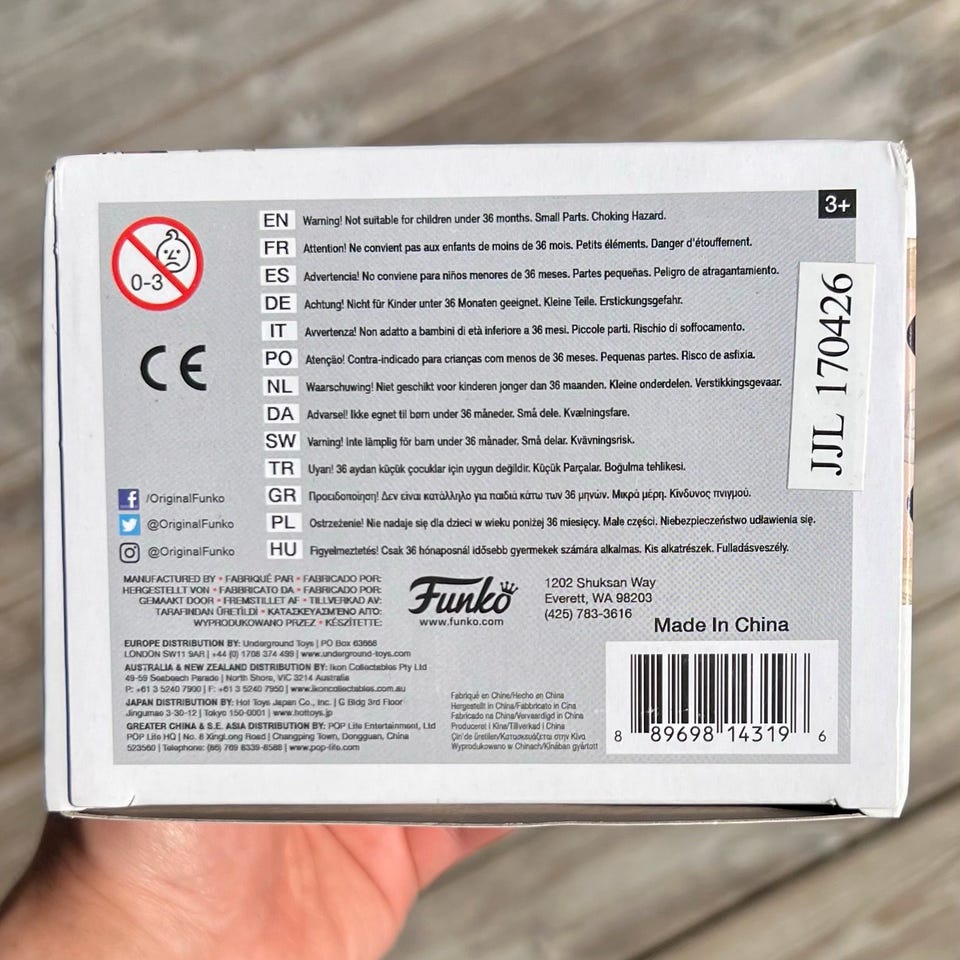 3+
0-3
EN Warning! Not suitable for children under 36 months. Small Parts. Choking Hazard.
FR Attention! Ne convient pas aux enfants de moins de 36 mois. Petits éléments. Danger d'étouffement.
ES Advertencia! No conviene para niños menores de 36 meses. Partes pequeñas. Peligro de atragantamiento.
DE Achtung! Nicht für Kinder unter 36 Monaten geeignet. Kleine Teile. Erstickungsgefahr.
IT Avvertenza! Non adatto a bambini di età inferiore a 36 mesi. Piccole parti. Rischio di soffocamento.
PO Atenção! Contra-indicado para crianças com menos de 36 meses. Pequenas partes. Risco de asfixia.
NL Waarschuwing! Niet geschikt voor kinderen jonger dan 36 maanden. Kleine onderdelen. Verstikkingsgevaar.
DA Advarsel! Ikke egnet til børn under 36 måneder. Små dele. Kvælningsfare.
SW Varning! Inte lämplig för barn under 36 månader. Små delar. Kvävningsrisk.
TR Uyarı! 36 aydan küçük çocuklar için uygun değildir. Küçük Parçalar. Boğulma tehlikesi.
GR Προειδοποίηση! Δεν είναι κατάλληλο για παιδιά κάτω των 36 μηνών. Μικρά μέρη. Κίνδυνος πνιγμού.
PL Ostrzeżenie! Nie nadaje się dla dzieci w wieku poniżej 36 miesięcy. Małe części. Niebezpieczeństwo udławienia się.
HU Figyelmeztetés! Csak 36 hónaposnál idősebb gyermekek számára alkalmas. Kis alkatrészek. Fulladásveszély.
CE
JJL 170426
f /OriginalFunko
@OriginalFunko
@OriginalFunko
MANUFACTURED BY • FABRIQUÉ PAR • FABRICADO POR:
HERGESTELLT VON • FABBRICATO DA • FABRICADO POR:
GEMAAKT DOOR • FREMSTILLET AF • TILLVERKAD AV:
TARAFINDAN ÜRETİLDİ • ΚΑΤΑΣΚΕΥΑΣΜΈΝΟ ΑΠΌ:
WYPRODUKOWANO PRZEZ • KÉSZÍTETTE:
Funko
www.funko.com
1202 Shuksan Way
Everett, WA 98203
(425) 783-3616
Made In China
EUROPE DISTRIBUTION BY: Underground Toys | PO Box 63668
LONDON SW11 9AR | +44 (0) 1708 374 499 | www.underground-toys.com
AUSTRALIA & NEW ZEALAND DISTRIBUTION BY: Ikon Collectables Pty Ltd
49-59 Seabeach Parade | North Shore, VIC 3214 Australia
P: +61 3 5240 7900 | F: +61 3 5240 7950 | www.ikoncollectables.com.au
JAPAN DISTRIBUTION BY: Hot Toys Japan Co., Inc. | G Bldg 3rd Floor
Jingumae 3-30-12 | Tokyo 150-0001 | www.hottoys.jp
GREATER CHINA & S.E. ASIA DISTRIBUTION BY: POP Life Entertainment, Ltd
POP Life HQ | No. 8 XingLong Road | Changping Town, Dongguan, China
523560 | Telephone: (86) 769 8339-8588 | www.pop-life.com
Fabriqué en Chine/Hecho en China
Hergestellt in China/Fabbricato in Cina
Fabricado na China/Vervaardigd in China
Produceret i Kina/Tillverkad i China
Çin'de üretilen/Κατασκευάζεται στην Κίνα
Wyprodukowano w Chinach/Kínában gyártott
8 89698 14319 6